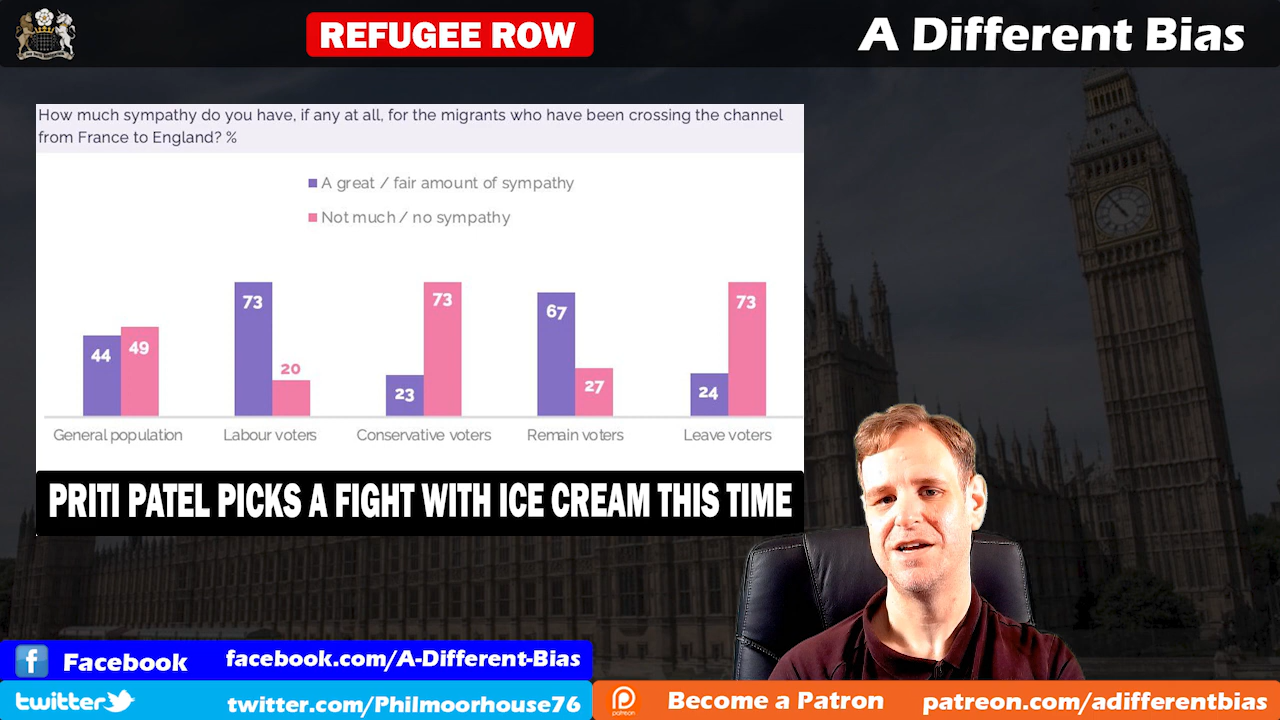 REFUGEE ROW
A Different Bias
How much sympathy do you have, if any at all, for the migrants who have been crossing the channel
from France to England? %
A great / fair amount of sympathy
Not much / no sympathy
44 49 73 20 23 73 67 27 24 73
General population Labour voters Conservative voters Remain voters Leave voters
PRITI PATEL PICKS A FIGHT WITH ICE CREAM THIS TIME
f Facebook facebook.com/A-Different-Bias
twitter twitter.com/Philmoorhouse76
patreon Become a Patron patreon.com/adifferentbias